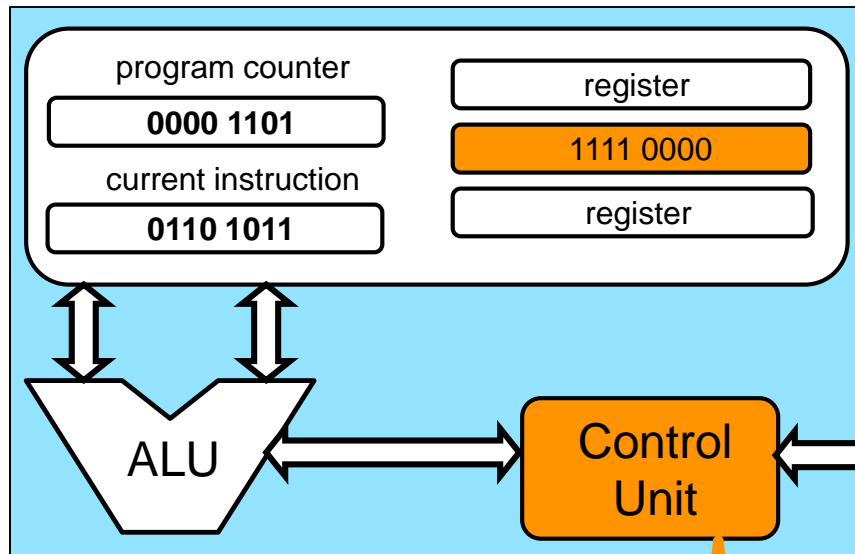 program counter
0000 1101
current instruction
0110 1011
register
1111 0000
register
ALU
Control
Unit